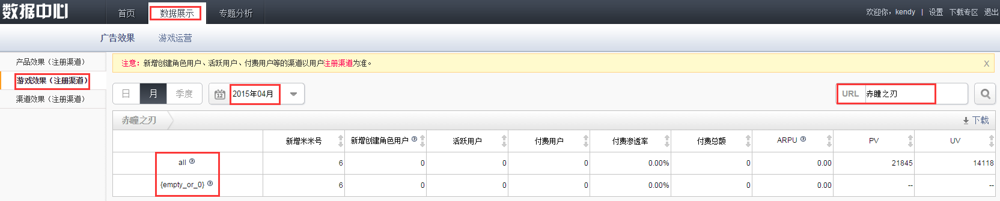 数据中心 首页 数据展示 专题分析 欢迎你，kendy | 设置 下载专区 退出
广告效果 游戏运营
产品效果（注册渠道）
游戏效果（注册渠道）
渠道效果（注册渠道）
注意：新增创建角色用户、活跃用户、付费用户等的渠道以用户注册渠道为准。 X
日 月 季度 12 2015年04月 URL 赤瞳之刃
赤瞳之刃 下载
新增米米号 新增创建角色用户 ? 活跃用户 付费用户 付费渗透率 付费总额 ARPU ? PV UV
all ? 6 0 0 0 0.00% 0 0.00 21845 14118
{empty_or_0} ? 6 0 0 0 0.00% 0 0.00 -- --